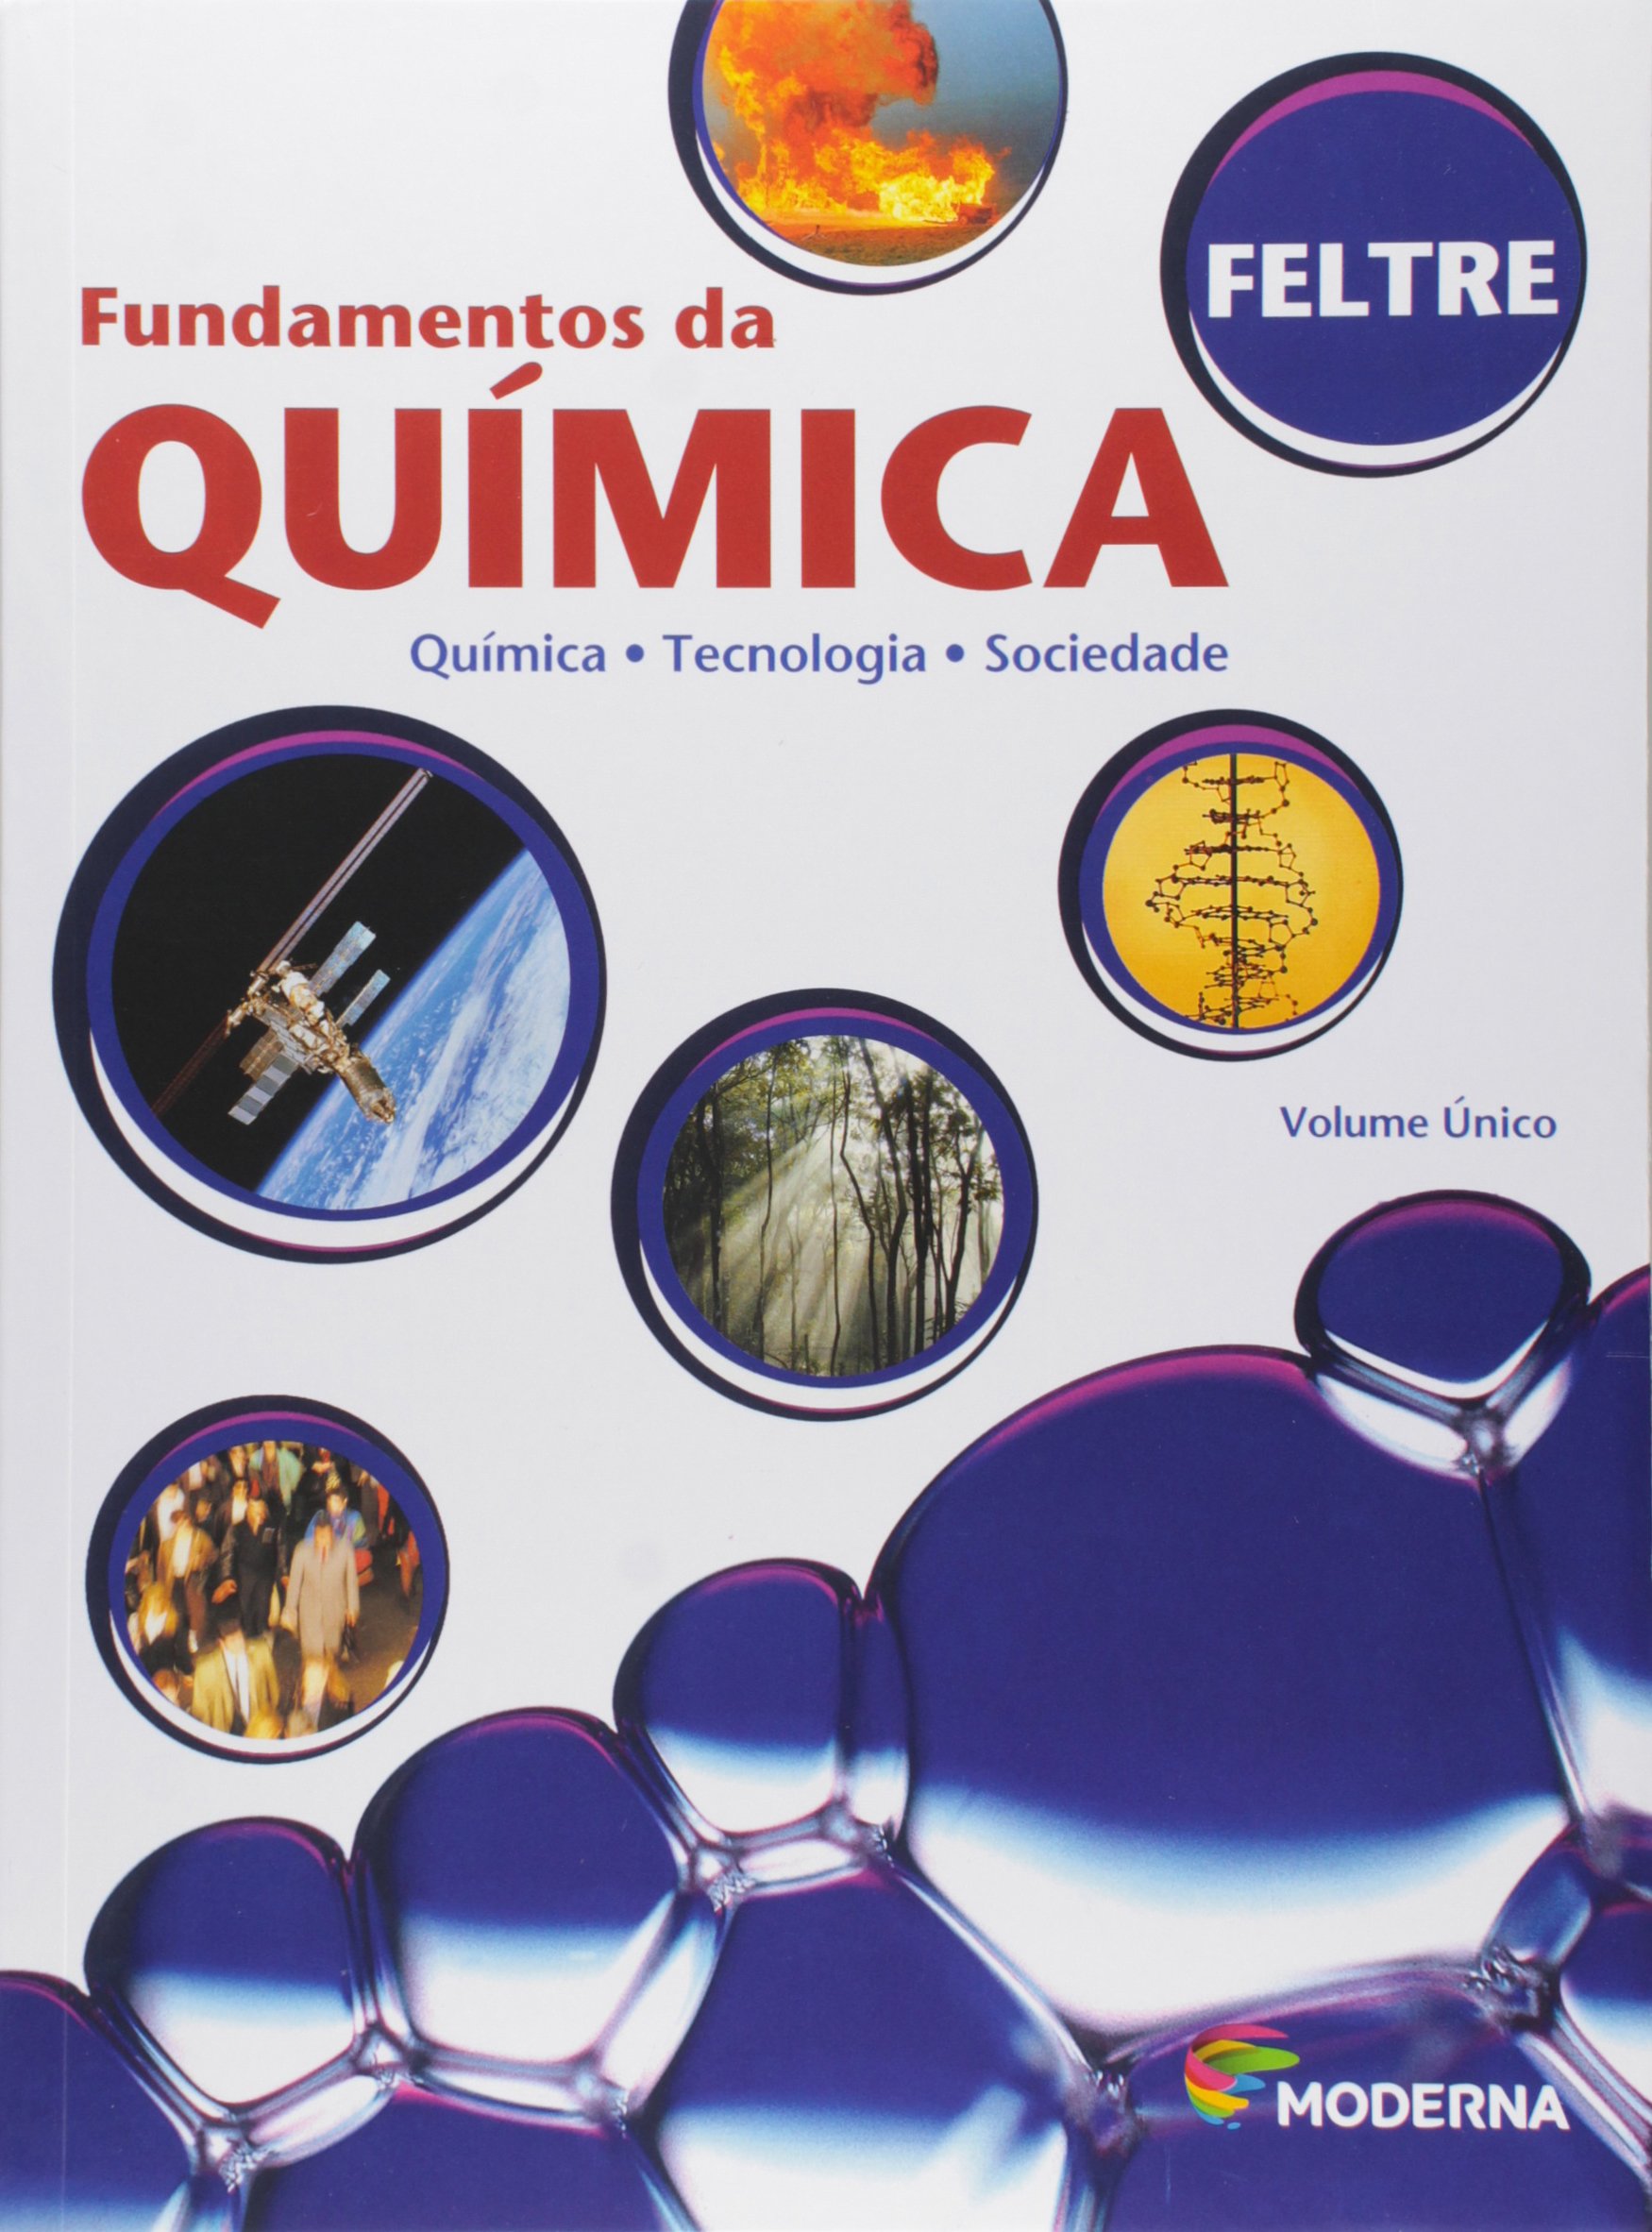 FELTRE
Fundamentos da
QUÍMICA
Química • Tecnologia • Sociedade
Volume Único
MODERNA